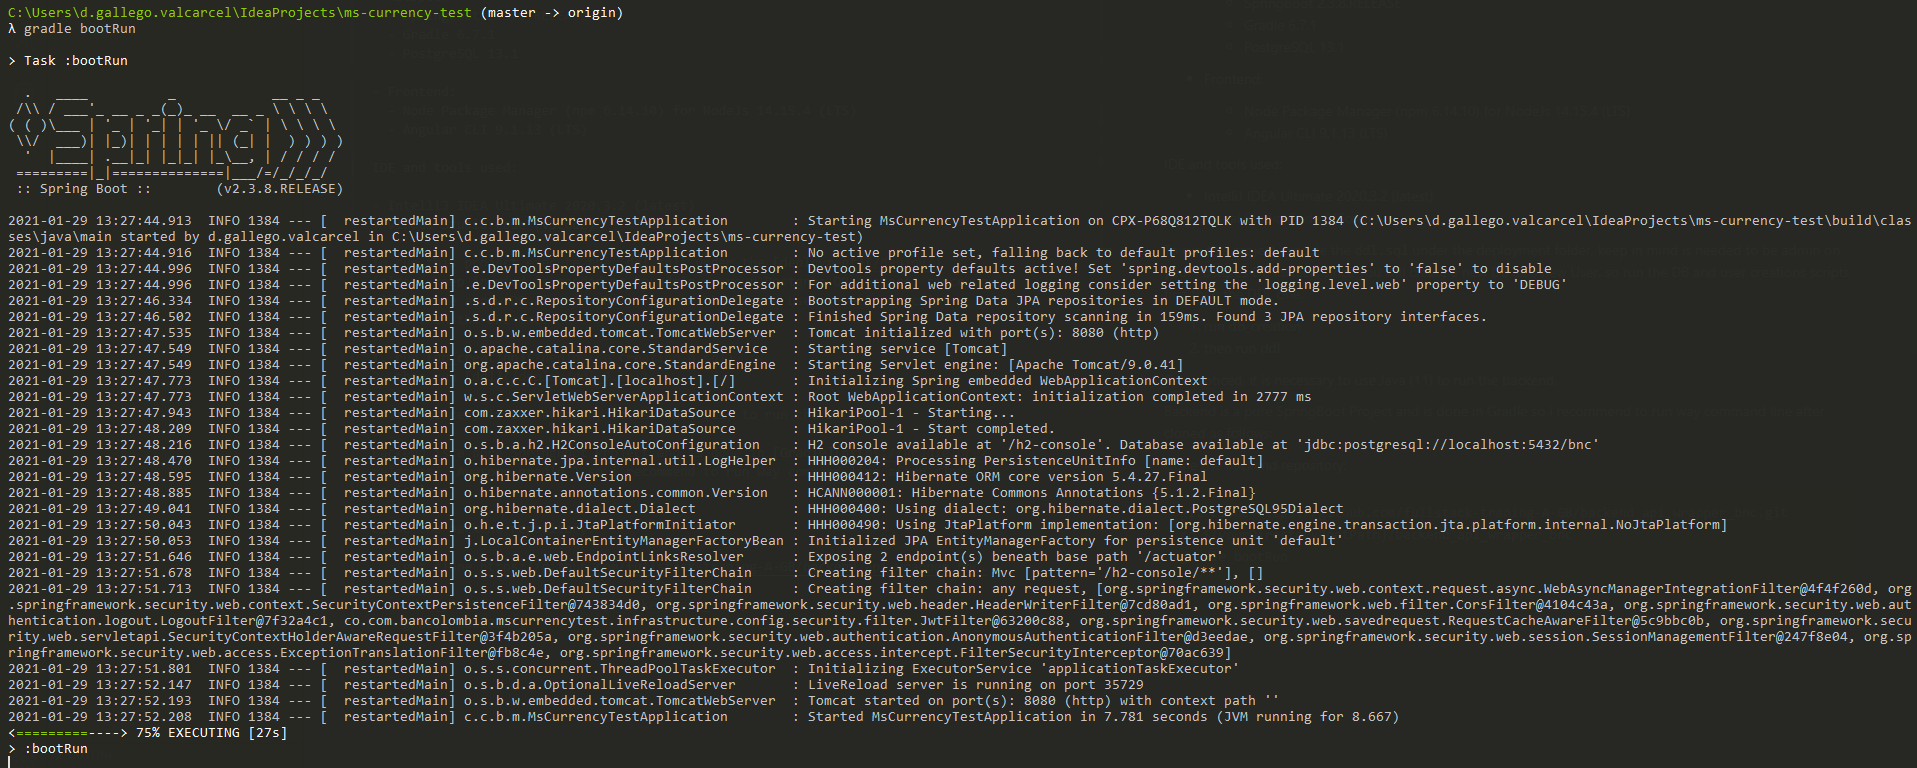 C:\Users\d.gallego.valcarcel\IdeaProjects\ms-currency-test (master -> origin)
λ gradle bootRun

> Task :bootRun

  .   ____          _            __ _ _
 /\\ / ___'_ __ _ _(_)_ __  __ _ \ \ \ \
( ( )\___ | '_ | '_| | '_ \/ _` | \ \ \ \
 \\/  ___)| |_)| | | | | || (_| |  ) ) ) )
  '  |____| .__|_| |_|_| |_\__, | / / / /
 =========|_|==============|___/=/_/_/_/
 :: Spring Boot ::        (v2.3.8.RELEASE)

2021-01-29 13:27:44.913  INFO 1384 --- [  restartedMain] c.c.b.m.MsCurrencyTestApplication        : Starting MsCurrencyTestApplication on CPX-P68Q812TQLK with PID 1384 (C:\Users\d.gallego.valcarcel\IdeaProjects\ms-currency-test\build\clas
ses\java\main started by d.gallego.valcarcel in C:\Users\d.gallego.valcarcel\IdeaProjects\ms-currency-test)
2021-01-29 13:27:44.916  INFO 1384 --- [  restartedMain] c.c.b.m.MsCurrencyTestApplication        : No active profile set, falling back to default profiles: default
2021-01-29 13:27:44.996  INFO 1384 --- [  restartedMain] .e.DevToolsPropertyDefaultsPostProcessor : Devtools property defaults active! Set 'spring.devtools.add-properties' to 'false' to disable
2021-01-29 13:27:44.996  INFO 1384 --- [  restartedMain] .e.DevToolsPropertyDefaultsPostProcessor : For additional web related logging consider setting the 'logging.level.web' property to 'DEBUG'
2021-01-29 13:27:46.334  INFO 1384 --- [  restartedMain] .s.d.r.c.RepositoryConfigurationDelegate : Bootstrapping Spring Data JPA repositories in DEFAULT mode.
2021-01-29 13:27:46.502  INFO 1384 --- [  restartedMain] .s.d.r.c.RepositoryConfigurationDelegate : Finished Spring Data repository scanning in 159ms. Found 3 JPA repository interfaces.
2021-01-29 13:27:47.535  INFO 1384 --- [  restartedMain] o.s.b.w.embedded.tomcat.TomcatWebServer  : Tomcat initialized with port(s): 8080 (http)
2021-01-29 13:27:47.549  INFO 1384 --- [  restartedMain] o.apache.catalina.core.StandardService   : Starting service [Tomcat]
2021-01-29 13:27:47.549  INFO 1384 --- [  restartedMain] org.apache.catalina.core.StandardEngine  : Starting Servlet engine: [Apache Tomcat/9.0.41]
2021-01-29 13:27:47.773  INFO 1384 --- [  restartedMain] o.a.c.c.C.[Tomcat].[localhost].[/]       : Initializing Spring embedded WebApplicationContext
2021-01-29 13:27:47.773  INFO 1384 --- [  restartedMain] w.s.c.ServletWebServerApplicationContext : Root WebApplicationContext: initialization completed in 2777 ms
2021-01-29 13:27:47.943  INFO 1384 --- [  restartedMain] com.zaxxer.hikari.HikariDataSource       : HikariPool-1 - Starting...
2021-01-29 13:27:48.209  INFO 1384 --- [  restartedMain] com.zaxxer.hikari.HikariDataSource       : HikariPool-1 - Start completed.
2021-01-29 13:27:48.216  INFO 1384 --- [  restartedMain] o.s.b.a.h2.H2ConsoleAutoConfiguration    : H2 console available at '/h2-console'. Database available at 'jdbc:postgresql://localhost:5432/bnc'
2021-01-29 13:27:48.470  INFO 1384 --- [  restartedMain] o.hibernate.jpa.internal.util.LogHelper  : HHH000204: Processing PersistenceUnitInfo [name: default]
2021-01-29 13:27:48.595  INFO 1384 --- [  restartedMain] org.hibernate.Version                    : HHH000412: Hibernate ORM core version 5.4.27.Final
2021-01-29 13:27:48.885  INFO 1384 --- [  restartedMain] o.hibernate.annotations.common.Version   : HCANN000001: Hibernate Commons Annotations {5.1.2.Final}
2021-01-29 13:27:49.041  INFO 1384 --- [  restartedMain] org.hibernate.dialect.Dialect            : HHH000400: Using dialect: org.hibernate.dialect.PostgreSQL95Dialect
2021-01-29 13:27:50.043  INFO 1384 --- [  restartedMain] o.h.e.t.j.p.i.JtaPlatformInitiator       : HHH000490: Using JtaPlatform implementation: [org.hibernate.engine.transaction.jta.platform.internal.NoJtaPlatform]
2021-01-29 13:27:50.053  INFO 1384 --- [  restartedMain] j.LocalContainerEntityManagerFactoryBean : Initialized JPA EntityManagerFactory for persistence unit 'default'
2021-01-29 13:27:51.646  INFO 1384 --- [  restartedMain] o.s.b.a.e.web.EndpointLinksResolver      : Exposing 2 endpoint(s) beneath base path '/actuator'
2021-01-29 13:27:51.678  INFO 1384 --- [  restartedMain] o.s.s.web.DefaultSecurityFilterChain     : Creating filter chain: Mvc [pattern='/h2-console/**'], []
2021-01-29 13:27:51.713  INFO 1384 --- [  restartedMain] o.s.s.web.DefaultSecurityFilterChain     : Creating filter chain: any request, [org.springframework.security.web.context.request.async.WebAsyncManagerIntegrationFilter@4f4f260d, org
.springframework.security.web.context.SecurityContextPersistenceFilter@743834d0, org.springframework.security.web.header.HeaderWriterFilter@7cd80ad1, org.springframework.web.filter.CorsFilter@4104c43a, org.springframework.security.web.aut
hentication.logout.LogoutFilter@7f32a4c1, co.com.bancolombia.mscurrencytest.infrastructure.config.security.filter.JwtFilter@63200c88, org.springframework.security.web.savedrequest.RequestCacheAwareFilter@5c9bbc0b, org.springframework.secu
rity.web.servletapi.SecurityContextHolderAwareRequestFilter@3f4b205a, org.springframework.security.web.authentication.AnonymousAuthenticationFilter@d3eedae, org.springframework.security.web.session.SessionManagementFilter@247f8e04, org.sp
ringframework.security.web.access.ExceptionTranslationFilter@fb8c4e, org.springframework.security.web.access.intercept.FilterSecurityInterceptor@70ac639]
2021-01-29 13:27:51.801  INFO 1384 --- [  restartedMain] o.s.s.concurrent.ThreadPoolTaskExecutor  : Initializing ExecutorService 'applicationTaskExecutor'
2021-01-29 13:27:52.147  INFO 1384 --- [  restartedMain] o.s.b.d.a.OptionalLiveReloadServer       : LiveReload server is running on port 35729
2021-01-29 13:27:52.193  INFO 1384 --- [  restartedMain] o.s.b.w.embedded.tomcat.TomcatWebServer  : Tomcat started on port(s): 8080 (http) with context path ''
2021-01-29 13:27:52.208  INFO 1384 --- [  restartedMain] c.c.b.m.MsCurrencyTestApplication        : Started MsCurrencyTestApplication in 7.781 seconds (JVM running for 8.667)
<=========----> 75% EXECUTING [27s]
> :bootRun